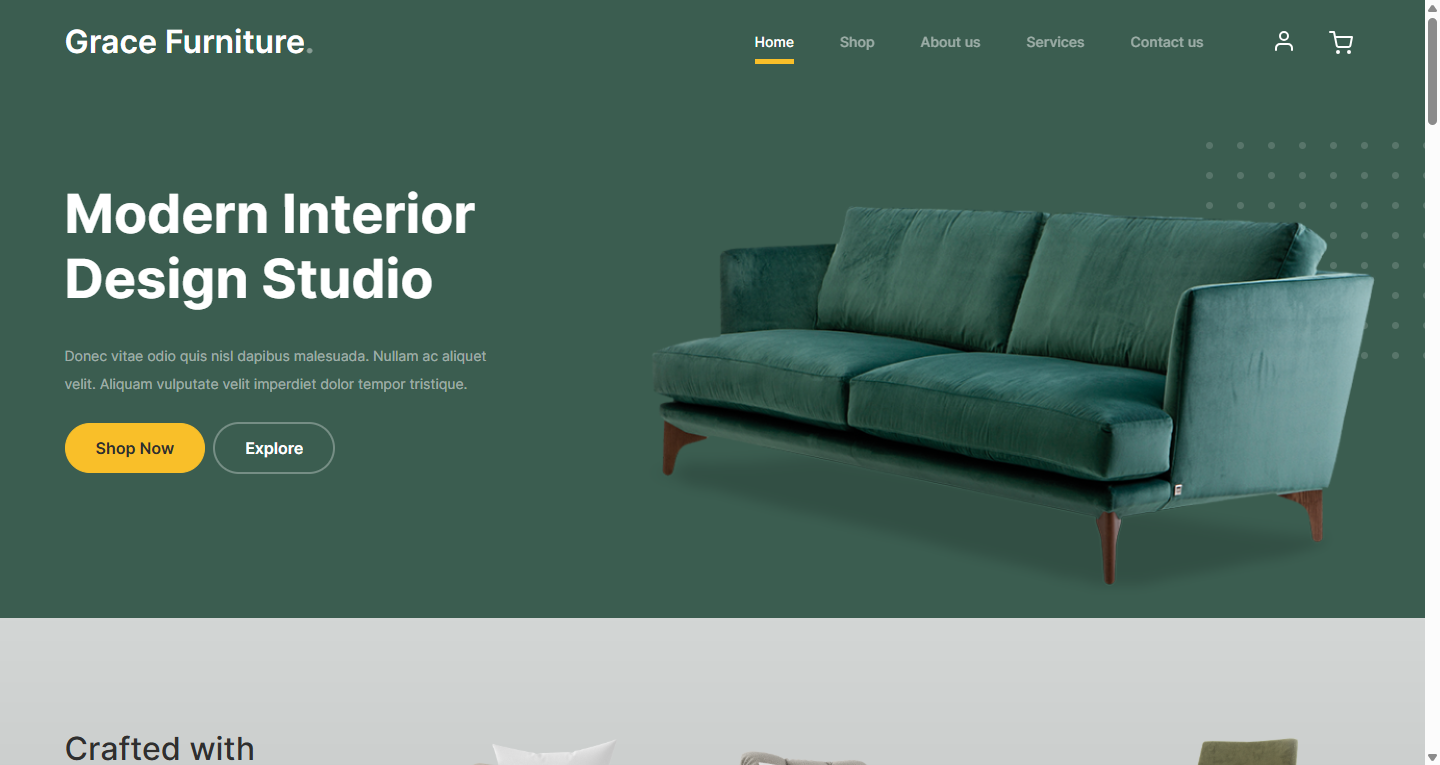 Grace Furniture.
Home Shop About us Services Contact us
Modern Interior
Design Studio
Donec vitae odio quis nisl dapibus malesuada. Nullam ac aliquet
velit. Aliquam vulputate velit imperdiet dolor tempor tristique.
Shop Now Explore
Crafted with